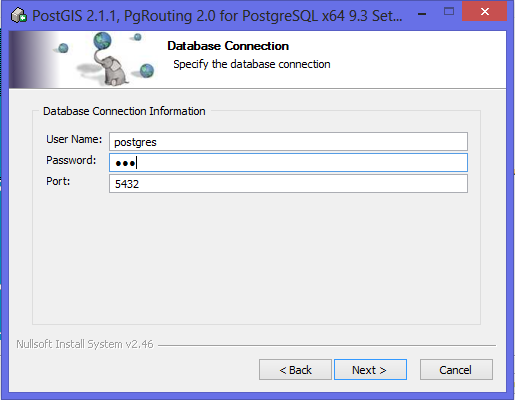 PostGIS 2.1.1, PgRouting 2.0 for PostgreSQL x64 9.3 Set...
Database Connection
Specify the database connection
Database Connection Information
User Name: postgres
Password: ●●●
Port: 5432
Nullsoft Install System v2.46
< Back Next > Cancel